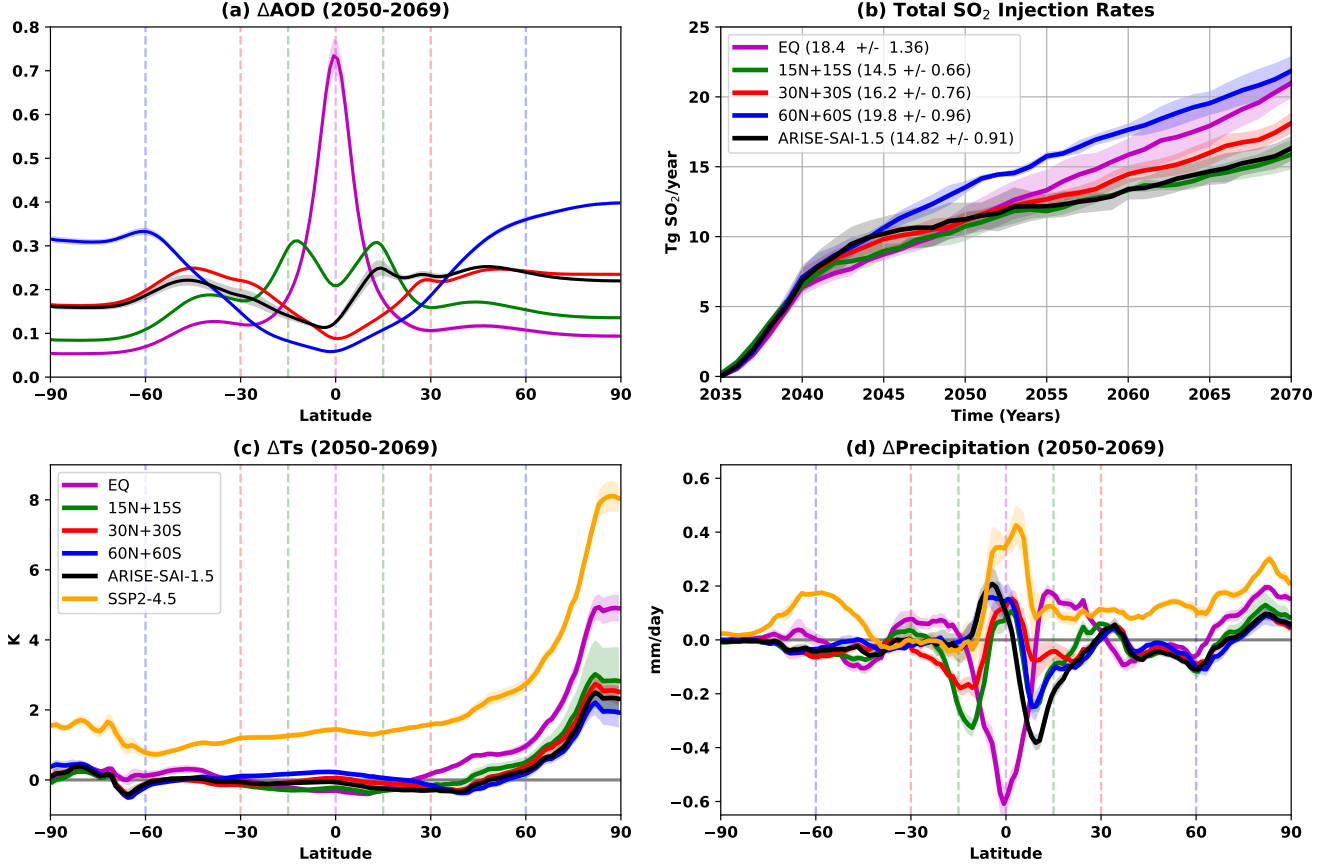 (a) ΔAOD (2050-2069)
0.8
0.7
0.6
0.5
0.4
0.3
0.2
0.1
0.0
−90
−60
−30
0
30
60
90
Latitude
(b) Total SO₂ Injection Rates
EQ (18.4 +/- 1.36)
15N+15S (14.5 +/- 0.66)
30N+30S (16.2 +/- 0.76)
60N+60S (19.8 +/- 0.96)
ARISE-SAI-1.5 (14.82 +/- 0.91)
Tg SO₂/year
25
20
15
10
5
0
2035
2040
2045
2050
2055
2060
2065
2070
Time (Years)
(c) ΔTs (2050-2069)
EQ
15N+15S
30N+30S
60N+60S
ARISE-SAI-1.5
SSP2-4.5
K
8
6
4
2
0
−90
−60
−30
0
30
60
90
Latitude
(d) ΔPrecipitation (2050-2069)
mm/day
0.6
0.4
0.2
0.0
−0.2
−0.4
−0.6
−90
−60
−30
0
30
60
90
Latitude